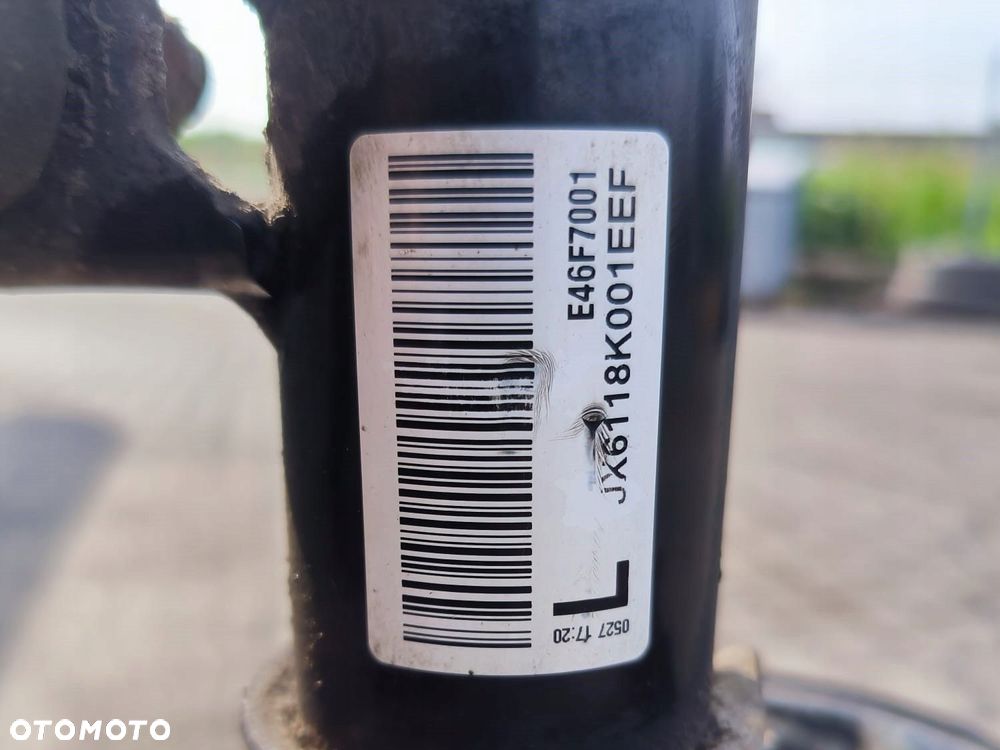 E46F7001
JX6118K001EEF
L
0527 17:20
OTOMOTO